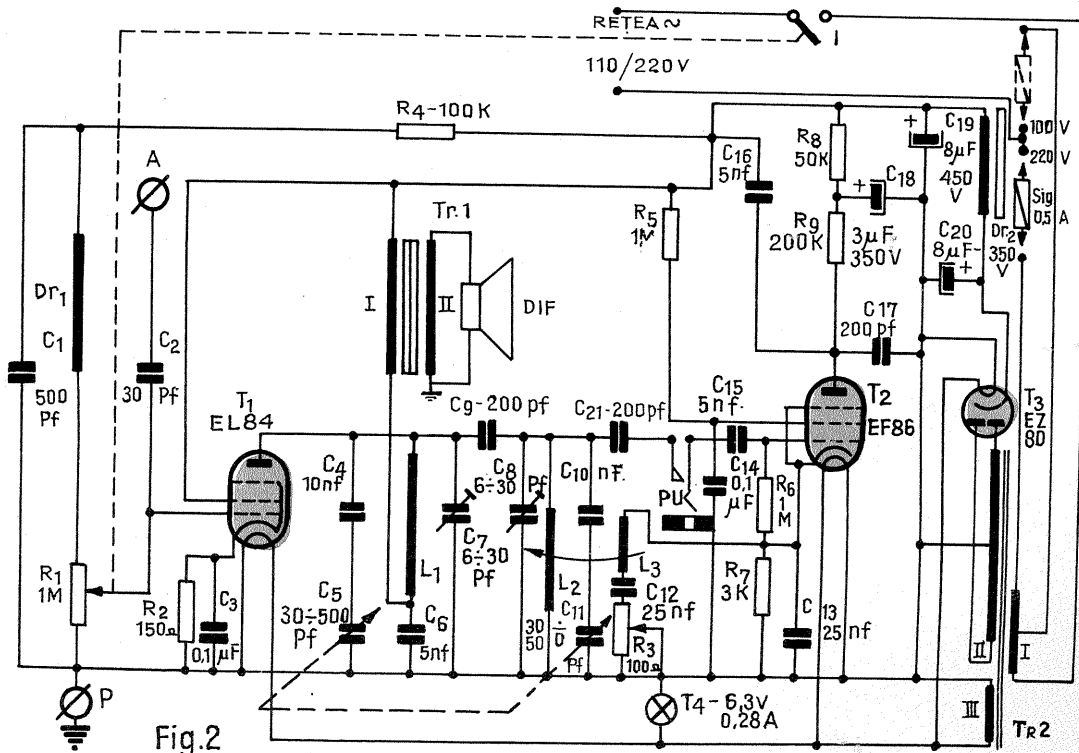 RETEA ~
110/220V
I
R4-100K
A
C16
5nf
R8
50K
C19
8µF
450
V
100 V
220 V
Sig
0,5 A
C18
R9
200K
3µF
350V
C20
8µF-
Dr2
350
V
R5
1M
Tr.1
I
II
DIF
Dr1
C1
500
Pf
C2
30 Pf
C17
200 pf
T1
EL84
C9-200 pf
C21-200pf
C15
5nf.
T2
EF86
T3
EZ
80
C4
10nf
C8
6÷30
Pf
C10
nF.
PU
C14
0,1
µF
R6
1
M
C7
6÷30
Pf
L1
L2
L3
R1
1M
R2
150Ω
C3
0,1 µF
C5
30÷500
Pf
C6
5nf
C11
30 ÷
50 0
Pf
C12
25nf
R3
100Ω
R7
3K
C13
25 nf
II
I
P
T4-6,3V
0,28A
III
TR2
Fig.2